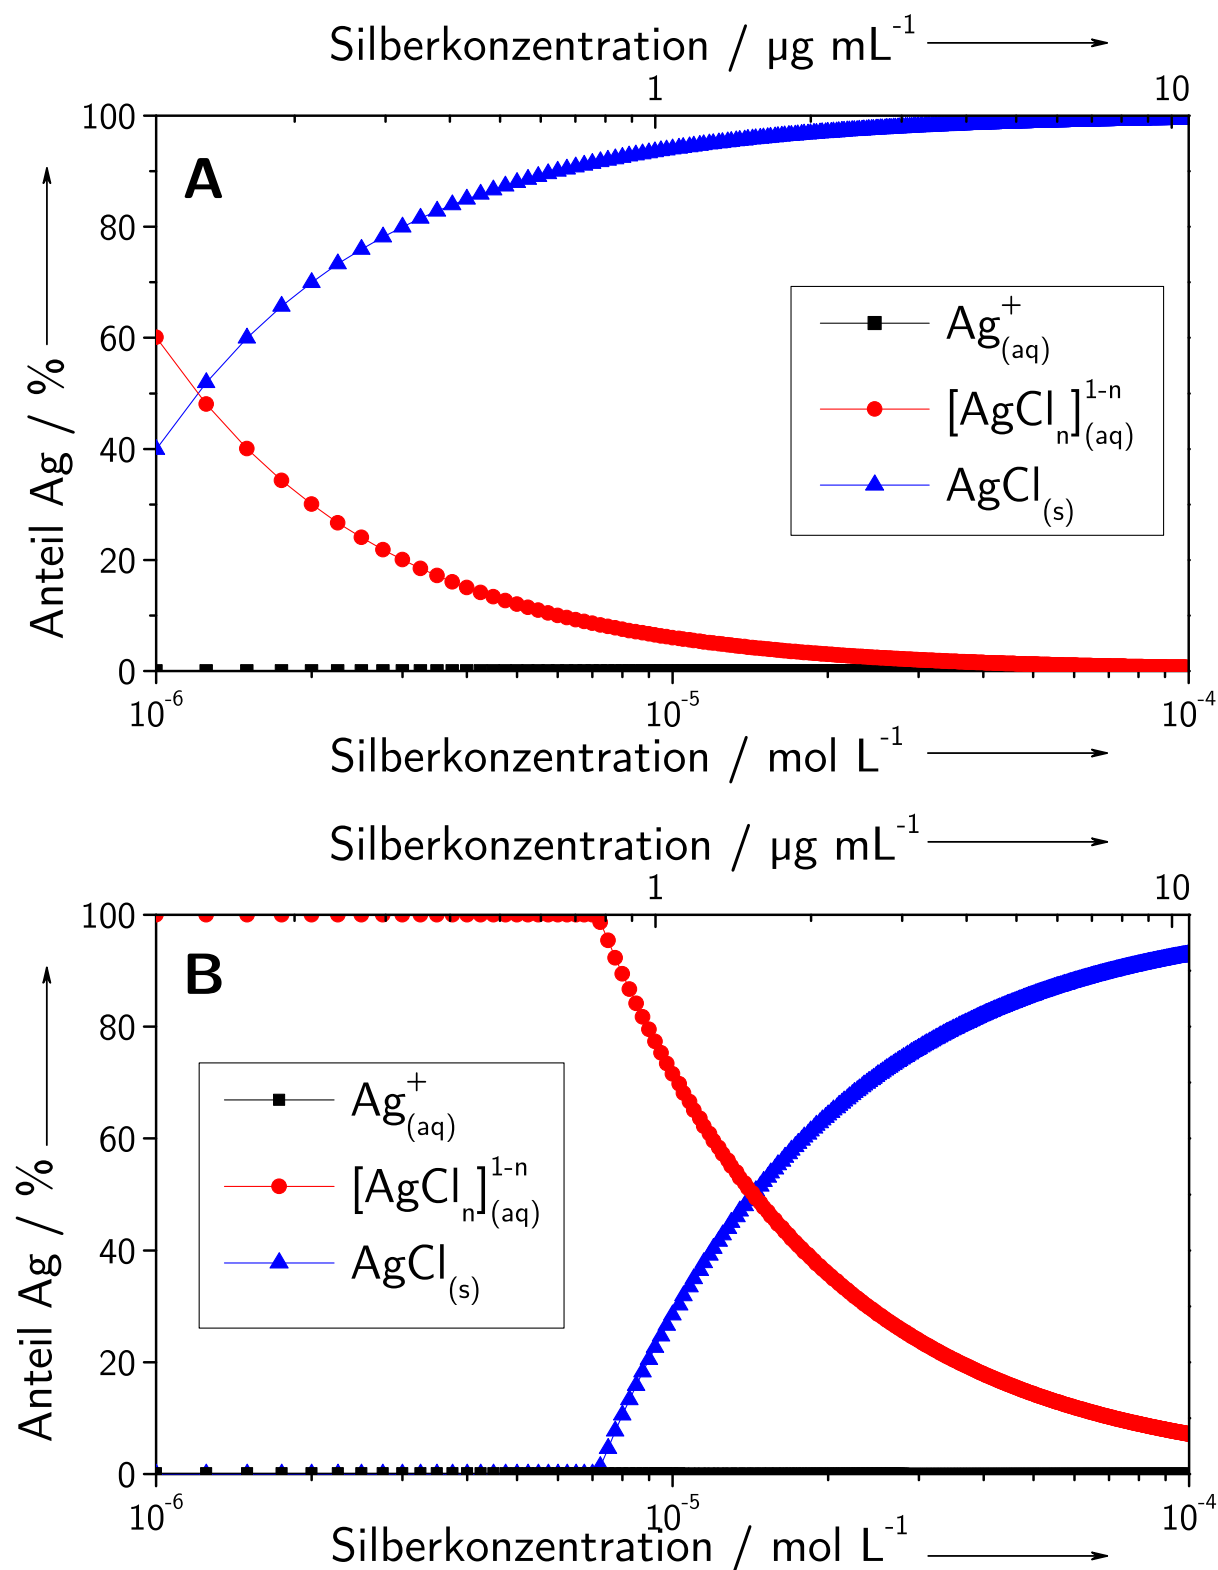 Silberkonzentration / µg mL-1
1 10
100
A
80
60
40
20
0
Anteil Ag / %
Ag+(aq)
[AgCln]1-n(aq)
AgCl(s)
10-6 10-5 10-4
Silberkonzentration / mol L-1
Silberkonzentration / µg mL-1
1 10
100
B
80
60
40
20
0
Anteil Ag / %
Ag+(aq)
[AgCln]1-n(aq)
AgCl(s)
10-6 10-5 10-4
Silberkonzentration / mol L-1